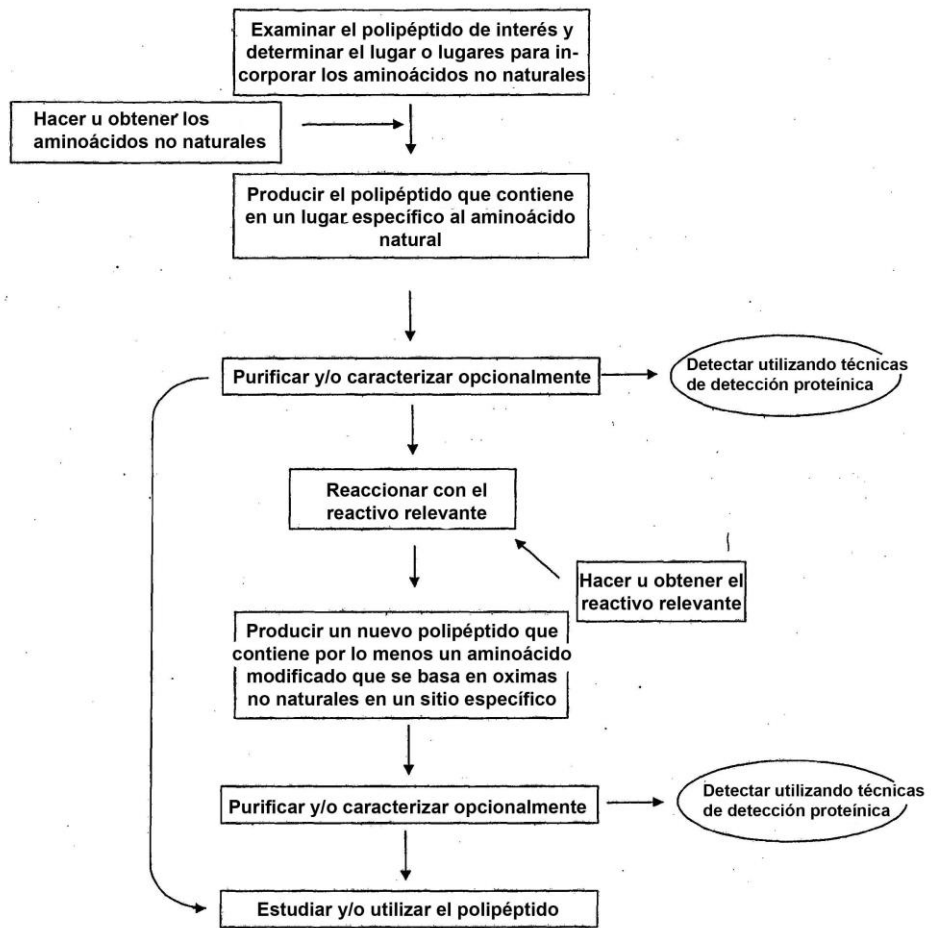 Examinar el polipéptido de interés y
determinar el lugar o lugares para in-
corporar los aminoácidos no naturales
Hacer u obtener los
aminoácidos no naturales
Producir el polipéptido que contiene
en un lugar específico al aminoácido
natural
Purificar y/o caracterizar opcionalmente
Detectar utilizando técnicas
de detección proteínica
Reaccionar con el
reactivo relevante
Hacer u obtener el
reactivo relevante
Producir un nuevo polipéptido que
contiene por lo menos un aminoácido
modificado que se basa en oximas
no naturales en un sitio específico
Purificar y/o caracterizar opcionalmente
Detectar utilizando técnicas
de detección proteínica
Estudiar y/o utilizar el polipéptido